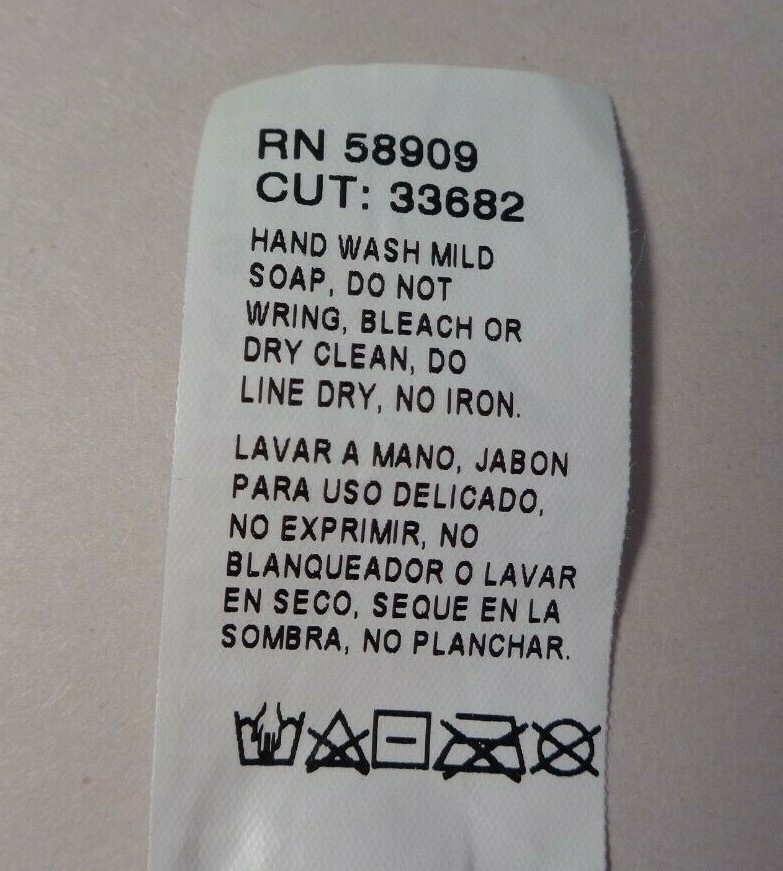 RN 58909
CUT: 33682
HAND WASH MILD
SOAP, DO NOT
WRING, BLEACH OR
DRY CLEAN, DO
LINE DRY, NO IRON.
LAVAR A MANO, JABON
PARA USO DELICADO,
NO EXPRIMIR, NO
BLANQUEADOR O LAVAR
EN SECO, SEQUE EN LA
SOMBRA, NO PLANCHAR.